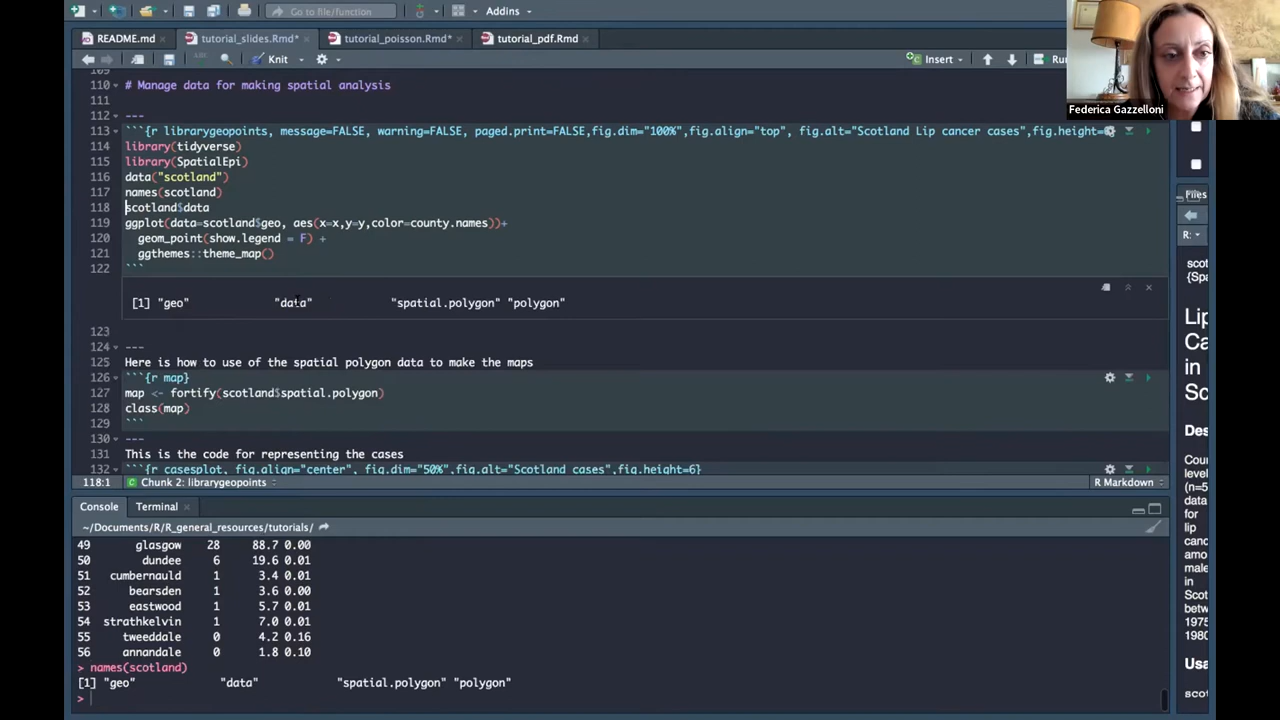 Go to file/function
Addins
README.md
tutorial_slides.Rmd*
tutorial_poisson.Rmd*
tutorial_pdf.Rmd
Knit
Insert
Run
Federica Gazzelloni
109
110 # Manage data for making spatial analysis
111
112 ---
113 ```{r librarygeopoints, message=FALSE, warning=FALSE, paged.print=FALSE,fig.dim="100%",fig.align="top", fig.alt="Scotland Lip cancer cases",fig.height=
114 library(tidyverse)
115 library(SpatialEpi)
116 data("scotland")
117 names(scotland)
118 scotland$data
119 ggplot(data=scotland$geo, aes(x=x,y=y,color=county.names))+
120 geom_point(show.legend = F) +
121 ggthemes::theme_map()
122 ```
[1] "geo" "data" "spatial.polygon" "polygon"
123
124 ---
125 Here is how to use of the spatial polygon data to make the maps
126 ```{r map}
127 map <- fortify(scotland$spatial.polygon)
128 class(map)
129 ```
130 ---
131 This is the code for representing the cases
132 ```{r casesplot, fig.align="center", fig.dim="50%",fig.alt="Scotland cases",fig.height=6}
118:1 Chunk 2: librarygeopoints R Markdown
Console Terminal
~/Documents/R/R_general_resources/tutorials/
49 glasgow 28 88.7 0.00
50 dundee 6 19.6 0.01
51 cumbernauld 1 3.4 0.01
52 bearsden 1 3.6 0.00
53 eastwood 1 5.7 0.01
54 strathkelvin 1 7.0 0.01
55 tweeddale 0 4.2 0.16
56 annandale 0 1.8 0.10
> names(scotland)
[1] "geo" "data" "spatial.polygon" "polygon"
>
Files
R:
scot
{Spa
Lip
Ca
in
Sc
Des
Cou
level
(n=5
data
for
lip
canc
amo
male
in
Scot
betw
1975
1980
Usa
scot